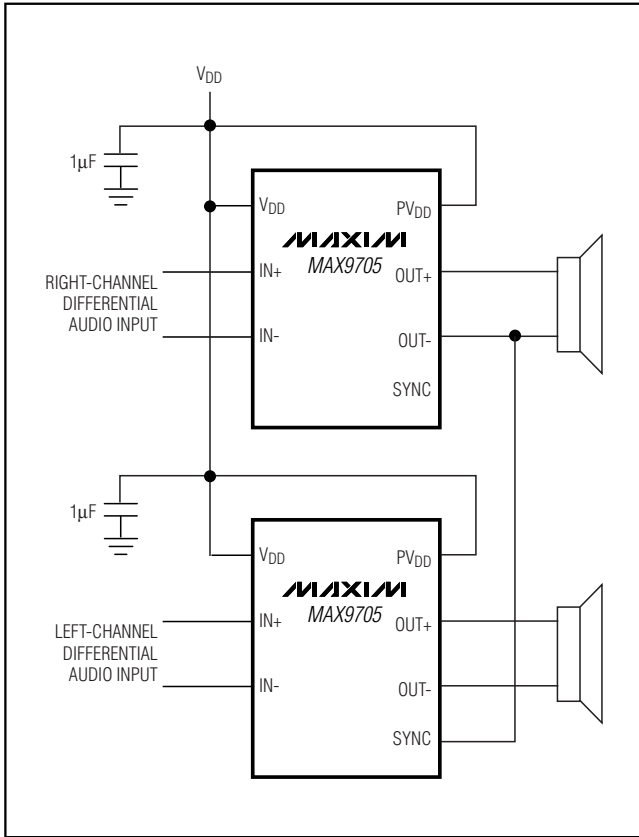 VDD
1µF
VDD
PVDD
MAXIM
MAX9705
IN+
OUT+
RIGHT-CHANNEL
DIFFERENTIAL
AUDIO INPUT
IN-
OUT-
SYNC
1µF
VDD
PVDD
MAXIM
MAX9705
IN+
OUT+
LEFT-CHANNEL
DIFFERENTIAL
AUDIO INPUT
IN-
OUT-
SYNC